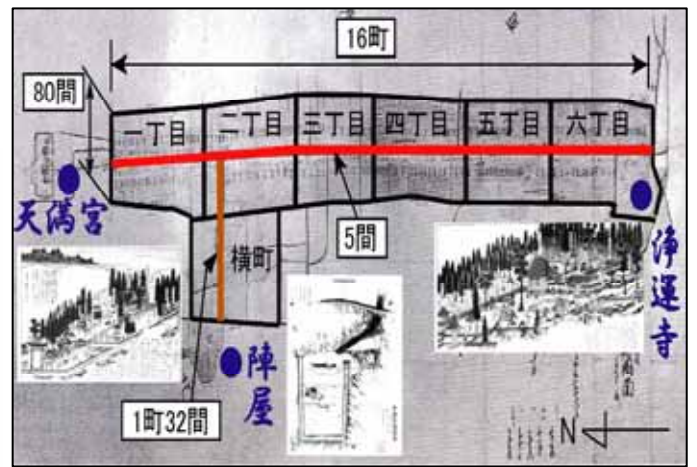 16町
80間
一丁目
二丁目
三丁目
四丁目
五丁目
六丁目
天満宮
5間
浄運寺
横町
陣屋
1町32間
N